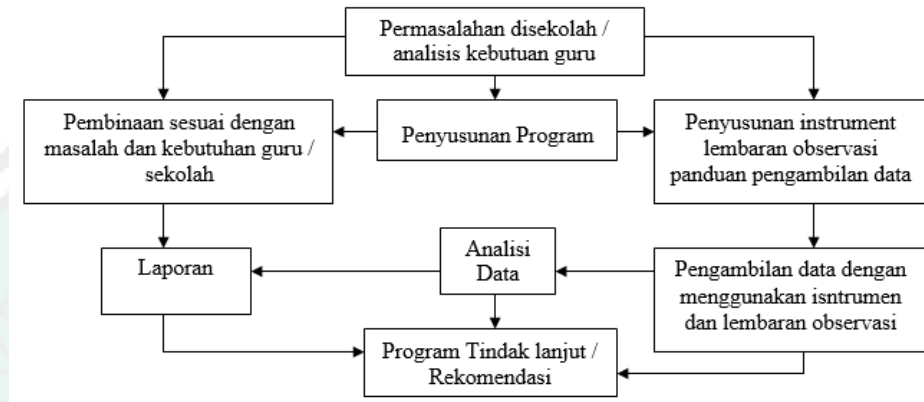 Permasalahan disekolah /
analisis kebutuan guru
Pembinaan sesuai dengan
masalah dan kebutuhan guru /
sekolah
Penyusunan Program
Penyusunan instrument
lembaran observasi
panduan pengambilan data
Laporan
Analisi
Data
Pengambilan data dengan
menggunakan isntrumen
dan lembaran observasi
Program Tindak lanjut /
Rekomendasi